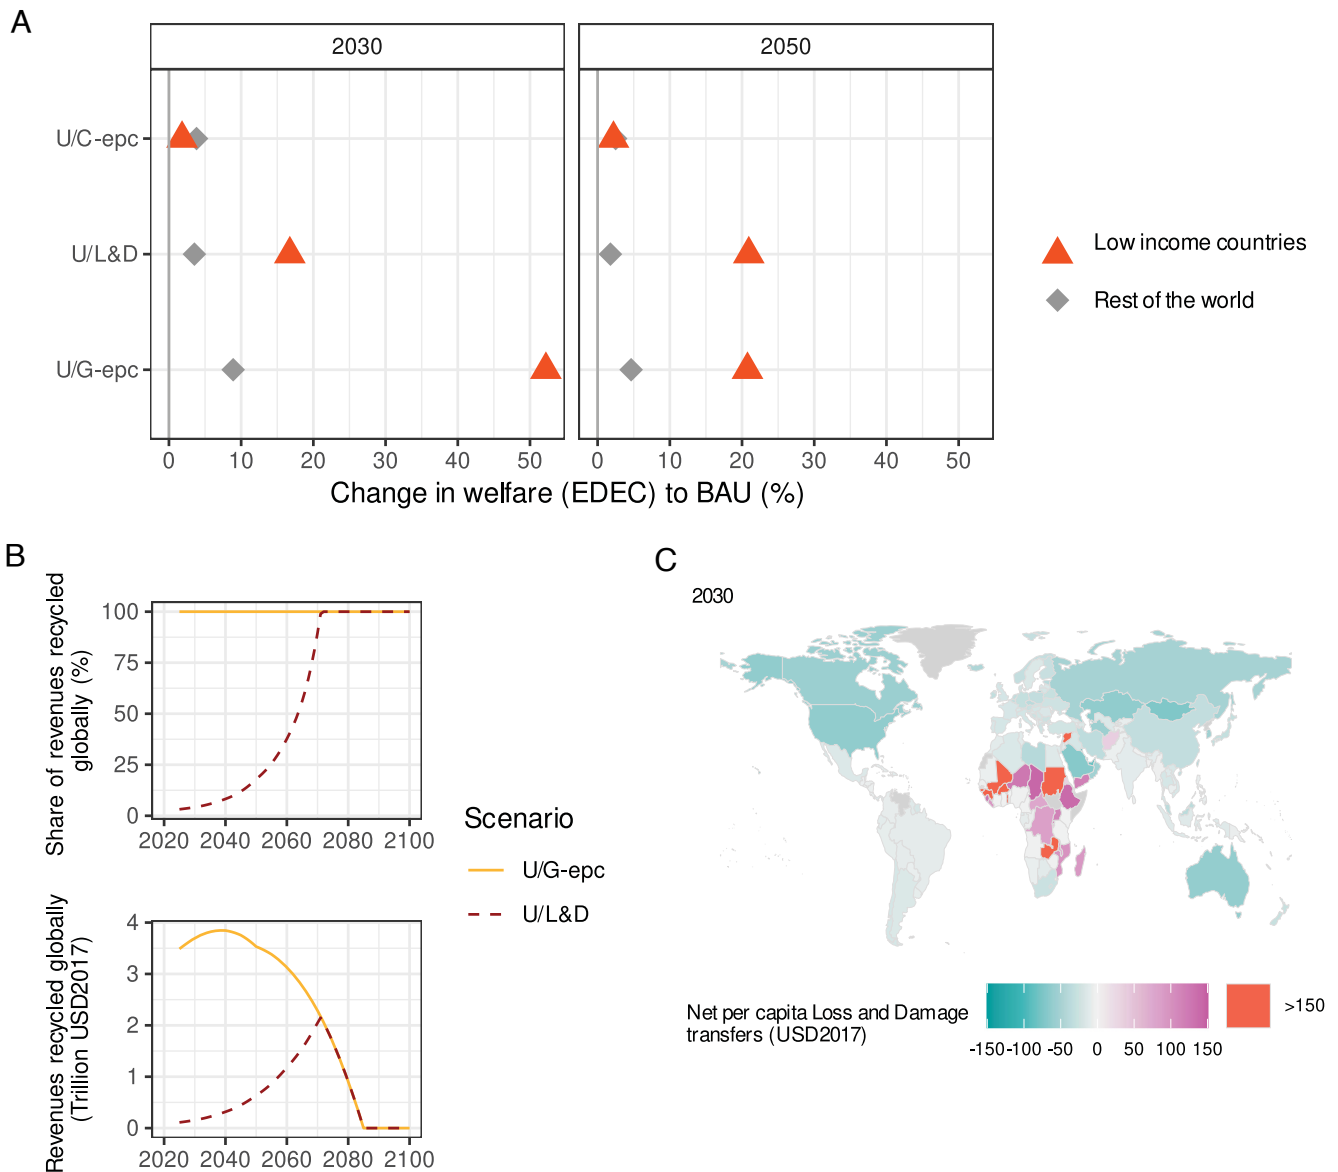 A
2030
2050
U/C-epc
U/L&D
U/G-epc
0 10 20 30 40 50
0 10 20 30 40 50
Change in welfare (EDEC) to BAU (%)
Low income countries
Rest of the world
B
Share of revenues recycled
globally (%)
100
75
50
25
0
2020 2040 2060 2080 2100
Revenues recycled globally
(Trillion USD2017)
4
3
2
1
0
2020 2040 2060 2080 2100
Scenario
U/G-epc
U/L&D
C
2030
Net per capita Loss and Damage
transfers (USD2017)
-150 -100 -50 0 50 100 150
>150